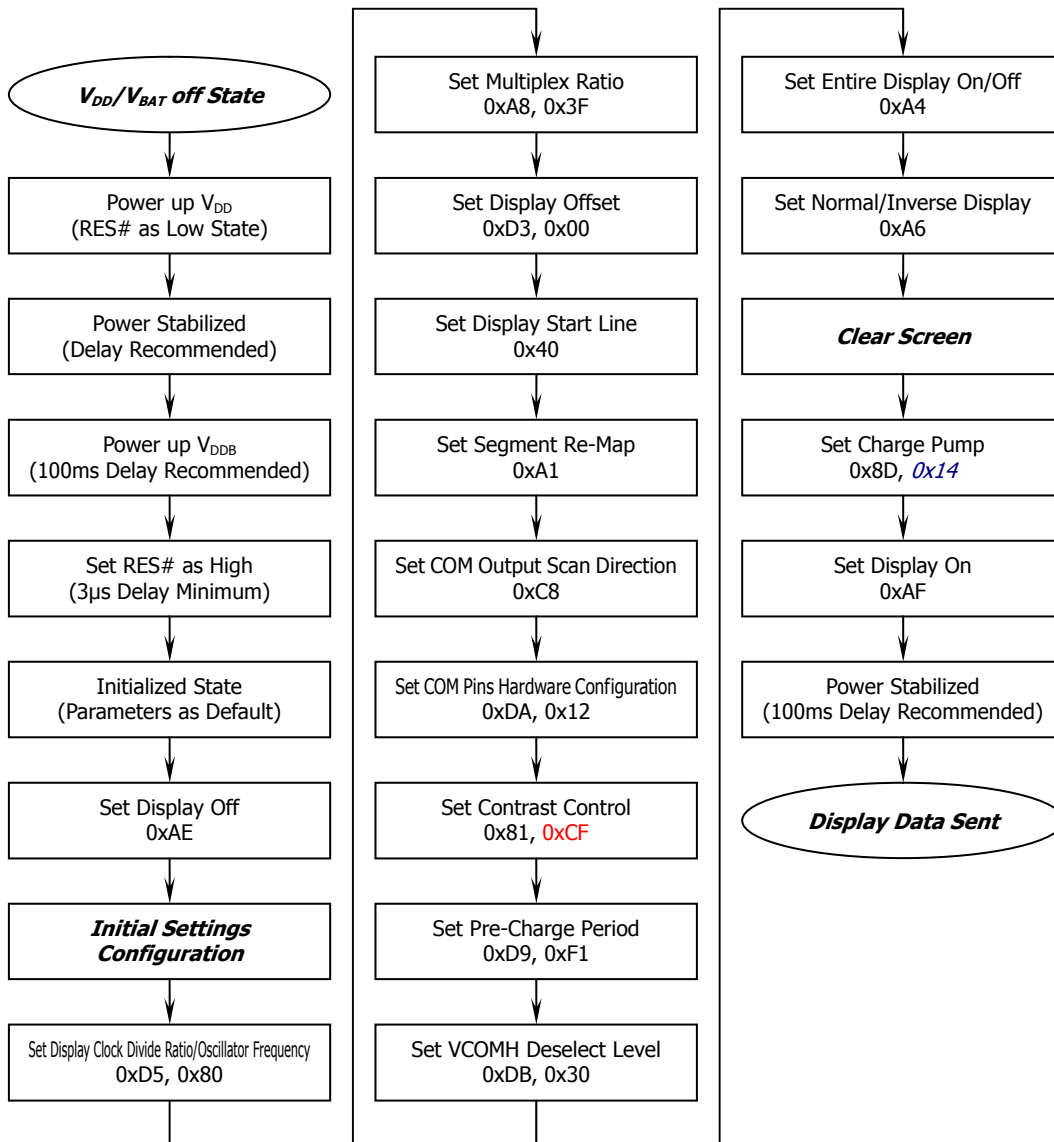 VDD/VBAT off State
Power up VDD
(RES# as Low State)
Power Stabilized
(Delay Recommended)
Power up VDDB
(100ms Delay Recommended)
Set RES# as High
(3μs Delay Minimum)
Initialized State
(Parameters as Default)
Set Display Off
0xAE
Initial Settings
Configuration
Set Display Clock Divide Ratio/Oscillator Frequency
0xD5, 0x80
Set Multiplex Ratio
0xA8, 0x3F
Set Display Offset
0xD3, 0x00
Set Display Start Line
0x40
Set Segment Re-Map
0xA1
Set COM Output Scan Direction
0xC8
Set COM Pins Hardware Configuration
0xDA, 0x12
Set Contrast Control
0x81, 0xCF
Set Pre-Charge Period
0xD9, 0xF1
Set VCOMH Deselect Level
0xDB, 0x30
Set Entire Display On/Off
0xA4
Set Normal/Inverse Display
0xA6
Clear Screen
Set Charge Pump
0x8D, 0x14
Set Display On
0xAF
Power Stabilized
(100ms Delay Recommended)
Display Data Sent